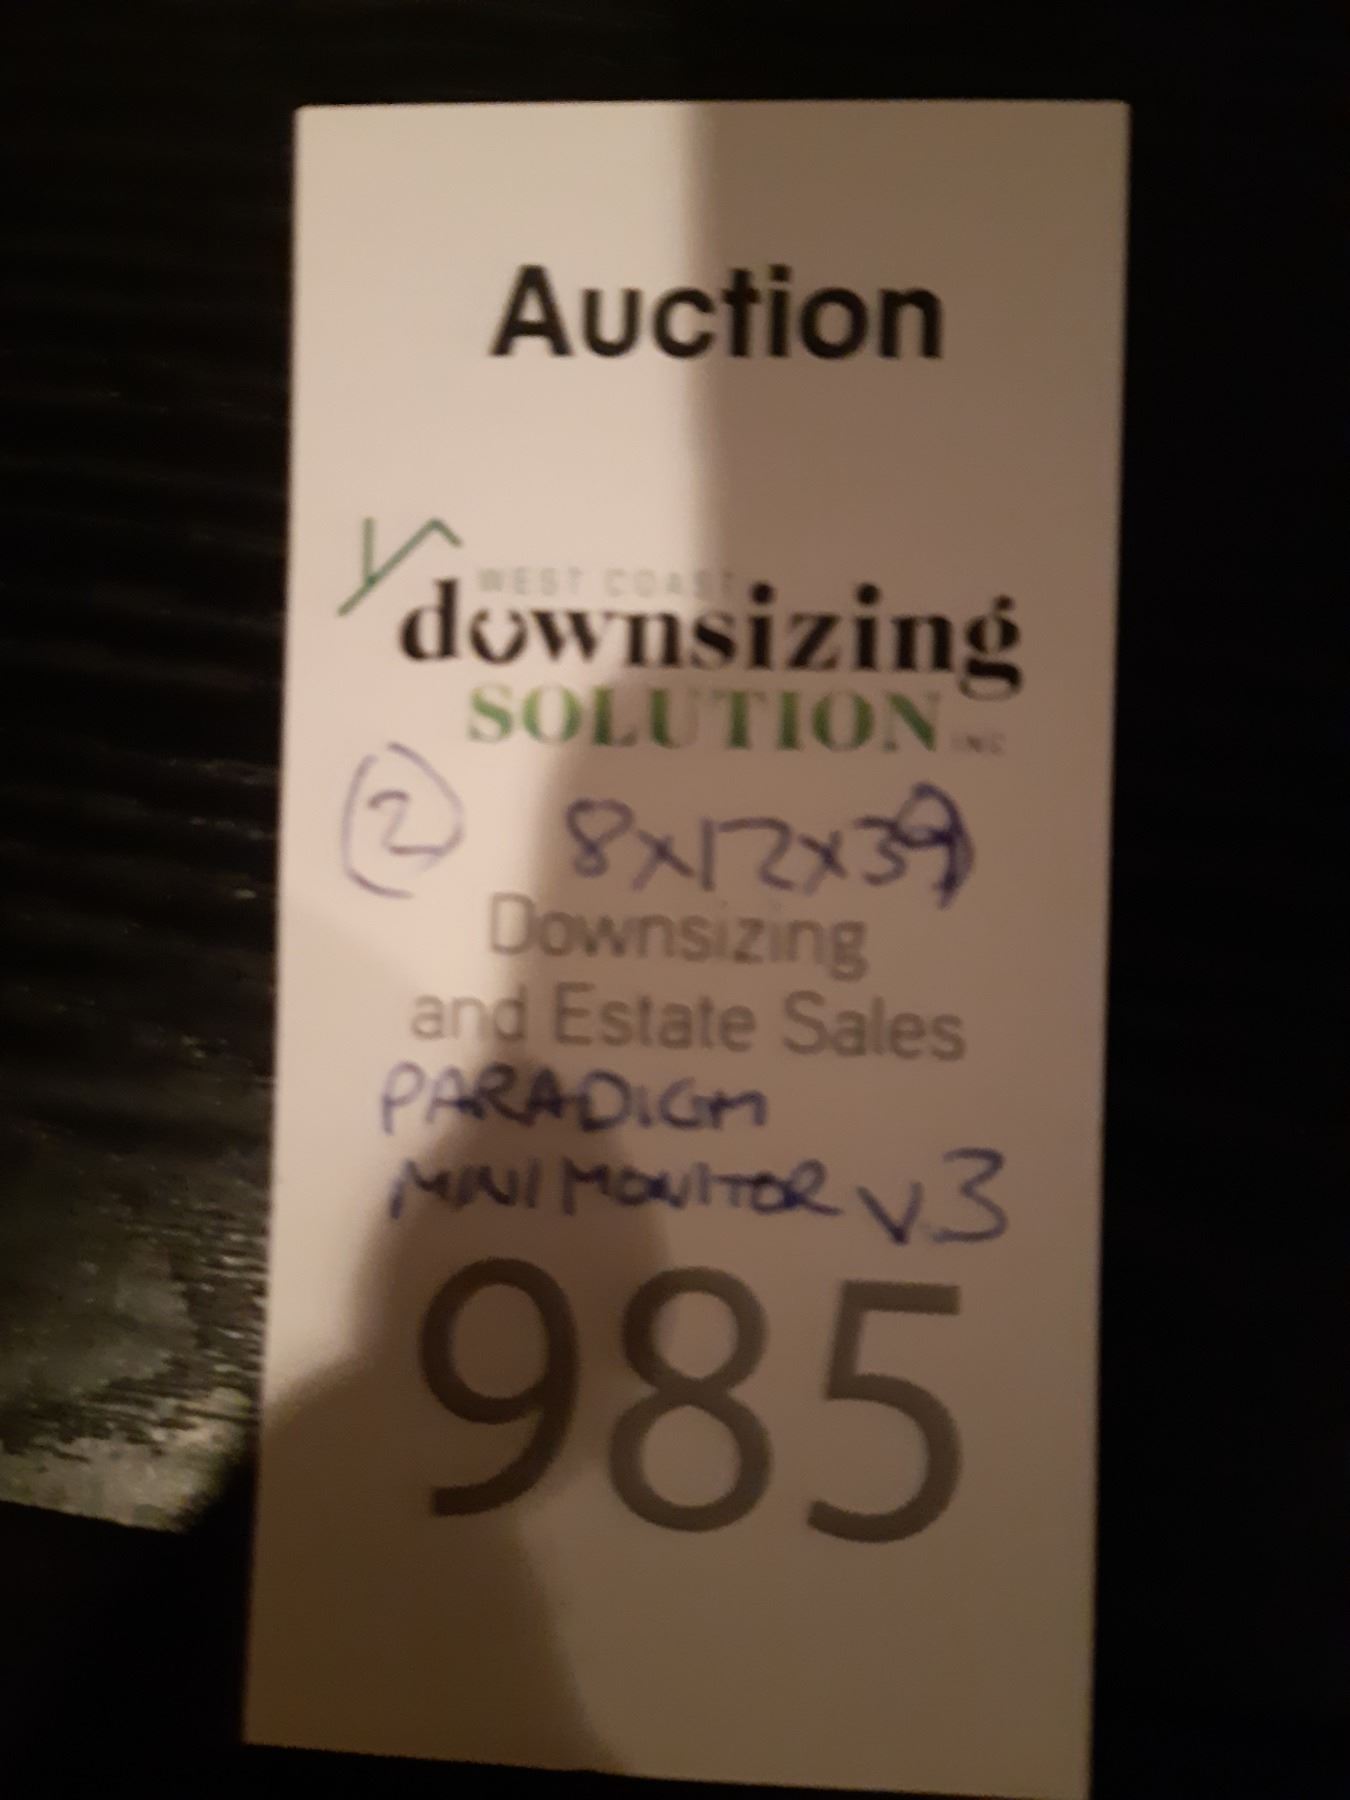 Auction
WEST COAST
downsizing
SOLUTION INC
2 8x12x39
Downsizing
and Estate Sales
PARADIGM
MINI MONITOR v.3
985